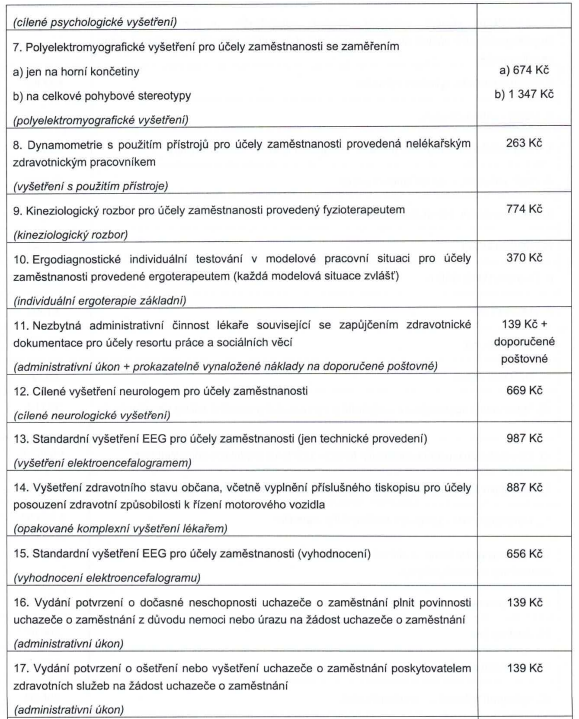 (cílené psychologické vyšetření)
7. Polyelektromyografické vyšetření pro účely zaměstnanosti se zaměřením
a) jen na horní končetiny
a) 674 Kč
b) na celkové pohybové stereotypy
b) 1 347 Kč
(polyelektromyografické vyšetření)
8. Dynamometrie s použitím přístrojů pro účely zaměstnanosti provedená nelékařským
263 Kč
zdravotnickým pracovníkem
(vyšetření s použitím přístroje)
9. Kineziologický rozbor pro účely zaměstnanosti provedený fyzioterapeutem
774 Kč
(kineziologický rozbor)
10. Ergodiagnostické individuální testování v modelové pracovní situaci pro účely
370 Kč
zaměstnanosti provedené ergoterapeutem (každá modelová situace zvlášť)
(individuální ergoterapie základní)
11. Nezbytná administrativní činnost lékaře související se zapůjčením zdravotnické
139 Kč +
dokumentace pro účely resortu práce a sociálních věcí
doporučené
poštovné
(administrativní úkon + prokazatelně vynaložené náklady na doporučené poštovné)
12. Cílené vyšetření neurologem pro účely zaměstnanosti
669 Kč
(cílené neurologické vyšetření)
13. Standardní vyšetření EEG pro účely zaměstnanosti (jen technické provedení)
987 Kč
(vyšetření elektroencefalogramem)
14. Vyšetření zdravotního stavu občana, včetně vyplnění příslušného tiskopisu pro účely
887 Kč
posouzení zdravotní způsobilosti k řízení motorového vozidla
(opakované komplexní vyšetření lékařem)
15. Standardní vyšetření EEG pro účely zaměstnanosti (vyhodnocení)
656 Kč
(vyhodnocení elektroencefalogramu)
16. Vydání potvrzení o dočasné neschopnosti uchazeče o zaměstnání plnit povinnosti
139 Kč
uchazeče o zaměstnání z důvodu nemoci nebo úrazu na žádost uchazeče o zaměstnání
(administrativní úkon)
17. Vydání potvrzení o ošetření nebo vyšetření uchazeče o zaměstnání poskytovatelem
139 Kč
zdravotních služeb na žádost uchazeče o zaměstnání
(administrativní úkon)